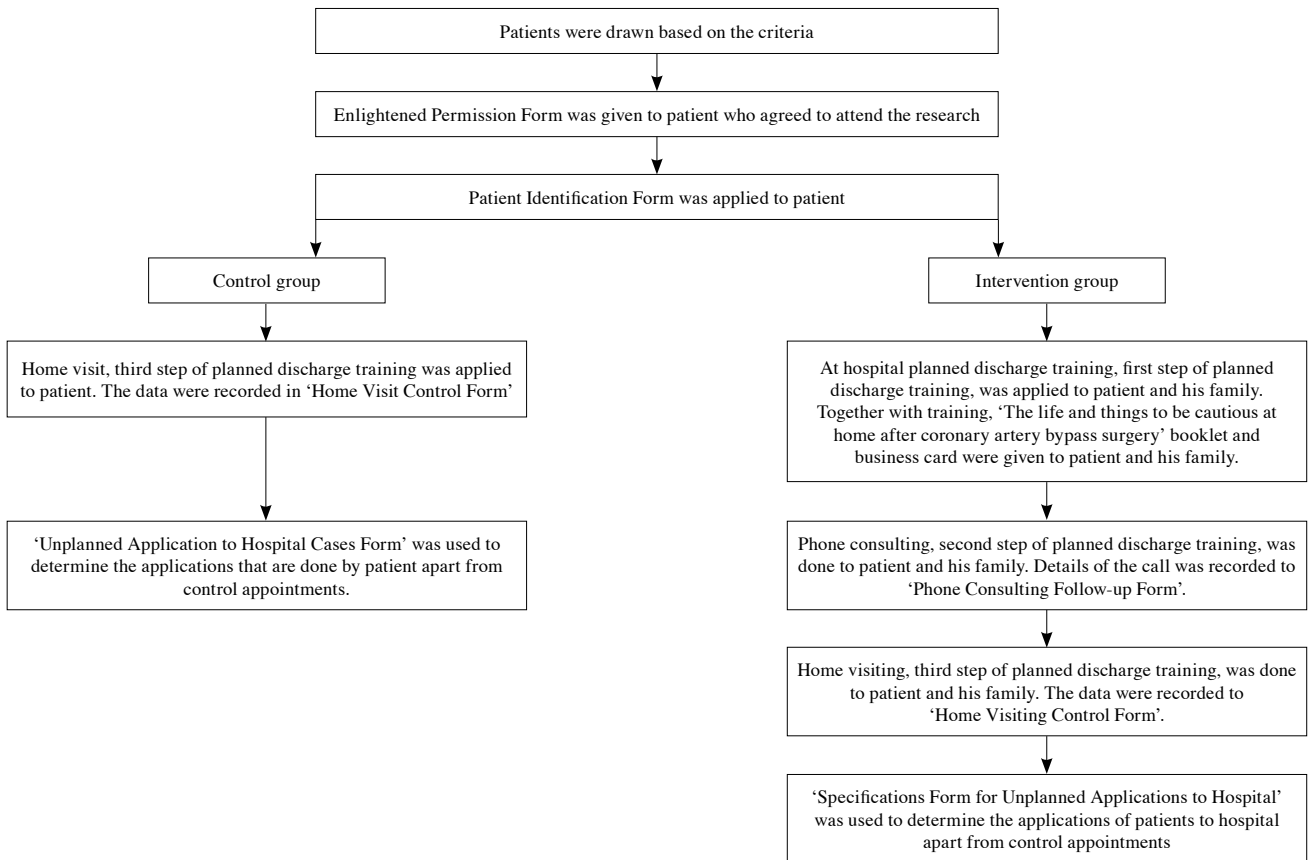 Patients were drawn based on the criteria
Enlightened Permission Form was given to patient who agreed to attend the research
Patient Identification Form was applied to patient
Control group
Home visit, third step of planned discharge training was applied
to patient. The data were recorded in ‘Home Visit Control Form’
‘Unplanned Application to Hospital Cases Form’ was used to
determine the applications that are done by patient apart from
control appointments.
Intervention group
At hospital planned discharge training, first step of planned
discharge training, was applied to patient and his family.
Together with training, ‘The life and things to be cautious at
home after coronary artery bypass surgery’ booklet and
business card were given to patient and his family.
Phone consulting, second step of planned discharge training, was
done to patient and his family. Details of the call was recorded to
‘Phone Consulting Follow-up Form’.
Home visiting, third step of planned discharge training, was done
to patient and his family. The data were recorded to
‘Home Visiting Control Form’.
‘Specifications Form for Unplanned Applications to Hospital’
was used to determine the applications of patients to hospital
apart from control appointments